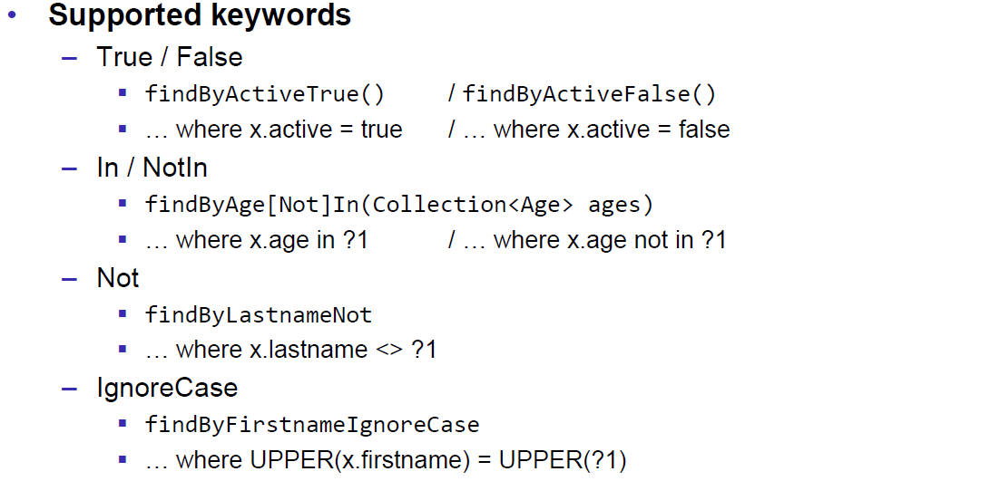 • Supported keywords
– True / False
▪ findByActiveTrue() / findByActiveFalse()
▪ … where x.active = true / … where x.active = false
– In / NotIn
▪ findByAge[Not]In(Collection<Age> ages)
▪ … where x.age in ?1 / … where x.age not in ?1
– Not
▪ findByLastnameNot
▪ … where x.lastname <> ?1
– IgnoreCase
▪ findByFirstnameIgnoreCase
▪ … where UPPER(x.firstname) = UPPER(?1)